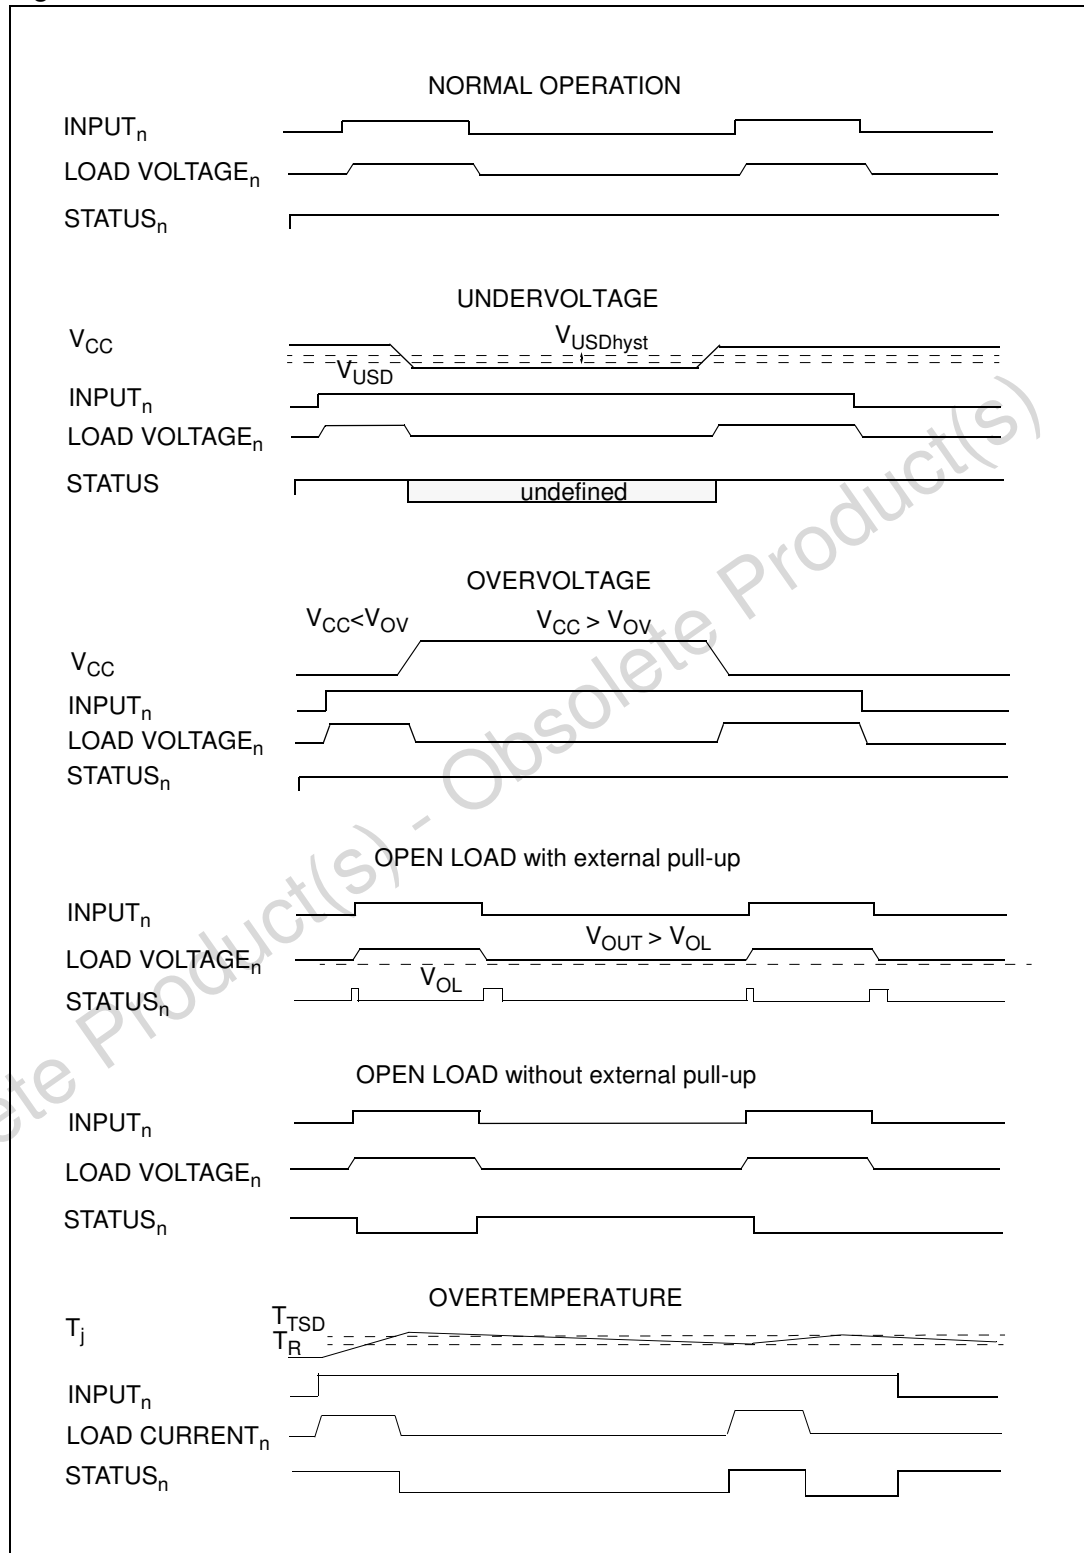 NORMAL OPERATION
INPUTn
LOAD VOLTAGEn
STATUSn
UNDERVOLTAGE
VCC
VUSDhyst
VUSD
INPUTn
LOAD VOLTAGEn
STATUS
undefined
OVERVOLTAGE
VCC<VOV
VCC > VOV
VCC
INPUTn
LOAD VOLTAGEn
STATUSn
OPEN LOAD with external pull-up
INPUTn
VOUT > VOL
LOAD VOLTAGEn
VOL
STATUSn
OPEN LOAD without external pull-up
INPUTn
LOAD VOLTAGEn
STATUSn
OVERTEMPERATURE
Tj
TTSD
TR
INPUTn
LOAD CURRENTn
STATUSn
ete Product(s) - Obsolete Product(s)